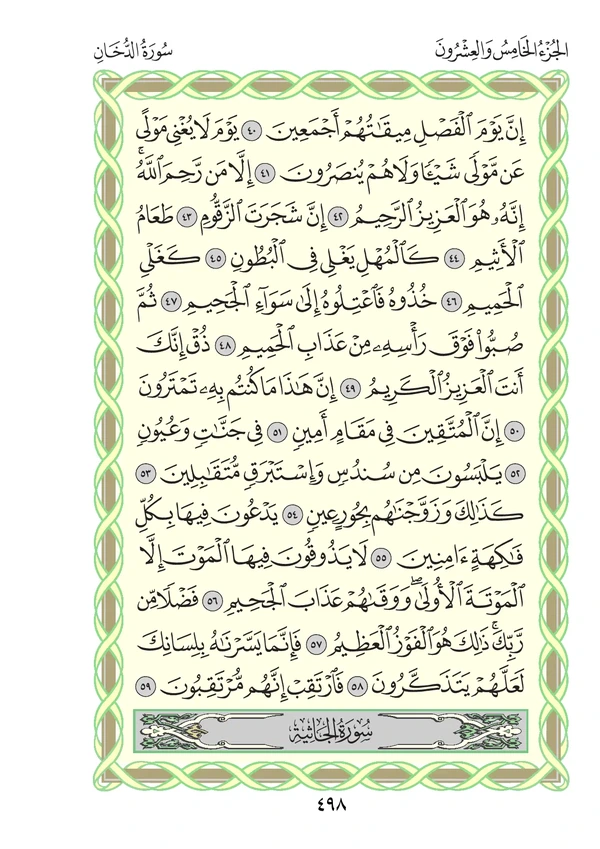 الجُزْءُ الخَامِسُ وَالعِشْرُونَ
سُورَةُ الدُّخَانِ
إِنَّ يَوْمَ ٱلْفَصْلِ مِيقَٰتُهُمْ أَجْمَعِينَ ٤٠ يَوْمَ لَا يُغْنِى مَوْلًى
عَن مَّوْلًى شَيْـًٔا وَلَا هُمْ يُنصَرُونَ ٤١ إِلَّا مَن رَّحِمَ ٱللَّهُ ۚ
إِنَّهُۥ هُوَ ٱلْعَزِيزُ ٱلرَّحِيمُ ٤٢ إِنَّ شَجَرَتَ ٱلزَّقُّومِ ٤٣ طَعَامُ
ٱلْأَثِيمِ ٤٤ كَٱلْمُهْلِ يَغْلِى فِى ٱلْبُطُونِ ٤٥ كَغَلْىِ
ٱلْحَمِيمِ ٤٦ خُذُوهُ فَٱعْتِلُوهُ إِلَىٰ سَوَآءِ ٱلْجَحِيمِ ٤٧ ثُمَّ
صُبُّوا۟ فَوْقَ رَأْسِهِۦ مِنْ عَذَابِ ٱلْحَمِيمِ ٤٨ ذُقْ إِنَّكَ
أَنتَ ٱلْعَزِيزُ ٱلْكَرِيمُ ٤٩ إِنَّ هَٰذَا مَا كُنتُم بِهِۦ تَمْتَرُونَ
٥٠ إِنَّ ٱلْمُتَّقِينَ فِى مَقَامٍ أَمِينٍ ٥١ فِى جَنَّٰتٍ وَعُيُونٍ
٥٢ يَلْبَسُونَ مِن سُندُسٍ وَإِسْتَبْرَقٍ مُّتَقَٰبِلِينَ ٥٣
كَذَٰلِكَ وَزَوَّجْنَٰهُم بِحُورٍ عِينٍ ٥٤ يَدْعُونَ فِيهَا بِكُلِّ
فَٰكِهَةٍ ءَامِنِينَ ٥٥ لَا يَذُوقُونَ فِيهَا ٱلْمَوْتَ إِلَّا
ٱلْمَوْتَةَ ٱلْأُولَىٰ ۖ وَوَقَىٰهُمْ عَذَابَ ٱلْجَحِيمِ ٥٦ فَضْلًا مِّن
رَّبِّكَ ۚ ذَٰلِكَ هُوَ ٱلْفَوْزُ ٱلْعَظِيمُ ٥٧ فَإِنَّمَا يَسَّرْنَٰهُ بِلِسَانِكَ
لَعَلَّهُمْ يَتَذَكَّرُونَ ٥٨ فَٱرْتَقِبْ إِنَّهُم مُّرْتَقِبُونَ ٥٩
سُورَةُ الجَاثِيَةِ
٤٩٨